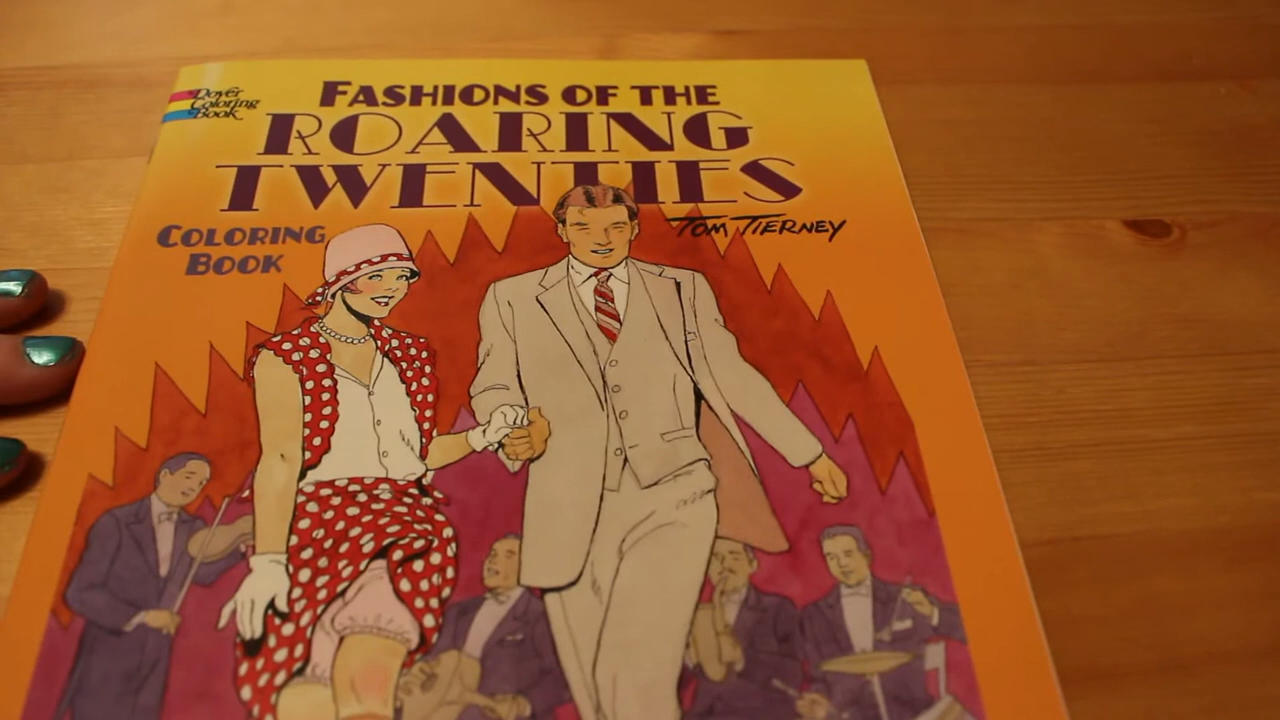 Dover
Coloring
Book
FASHIONS OF THE
ROARING
TWENTIES
TOM TIERNEY
COLORING
BOOK